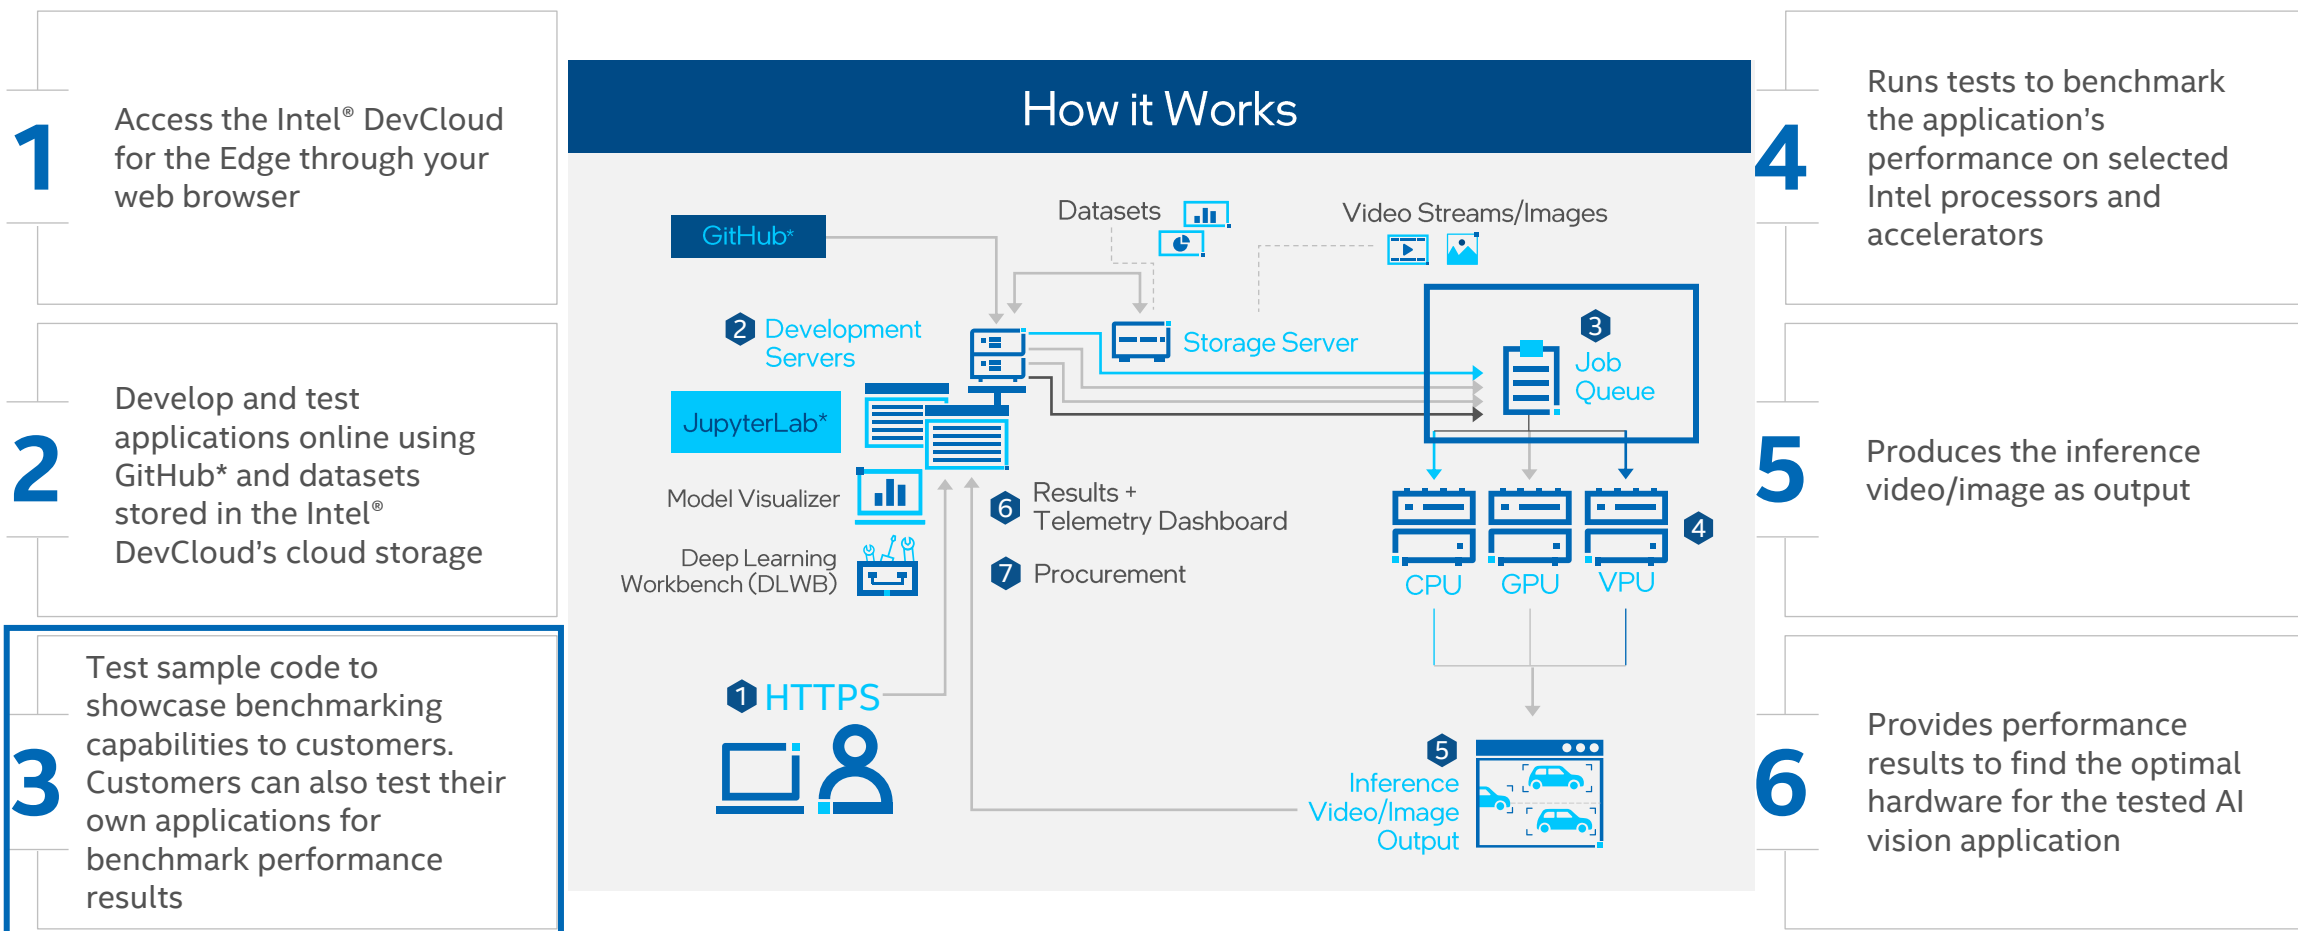 1
Access the Intel® DevCloud
for the Edge through your
web browser
2
Develop and test
applications online using
GitHub* and datasets
stored in the Intel®
DevCloud's cloud storage
3
Test sample code to
showcase benchmarking
capabilities to customers.
Customers can also test their
own applications for
benchmark performance
results
How it Works
GitHub*
Datasets
Video Streams/Images
2 Development
Servers
Storage Server
3
Job
Queue
JupyterLab*
Model Visualizer
6 Results +
Telemetry Dashboard
Deep Learning
Workbench (DLWB)
7 Procurement
4
CPU
GPU
VPU
1 HTTPS
5
Inference
Video/Image
Output
4
Runs tests to benchmark
the application's
performance on selected
Intel processors and
accelerators
5
Produces the inference
video/image as output
6
Provides performance
results to find the optimal
hardware for the tested AI
vision application